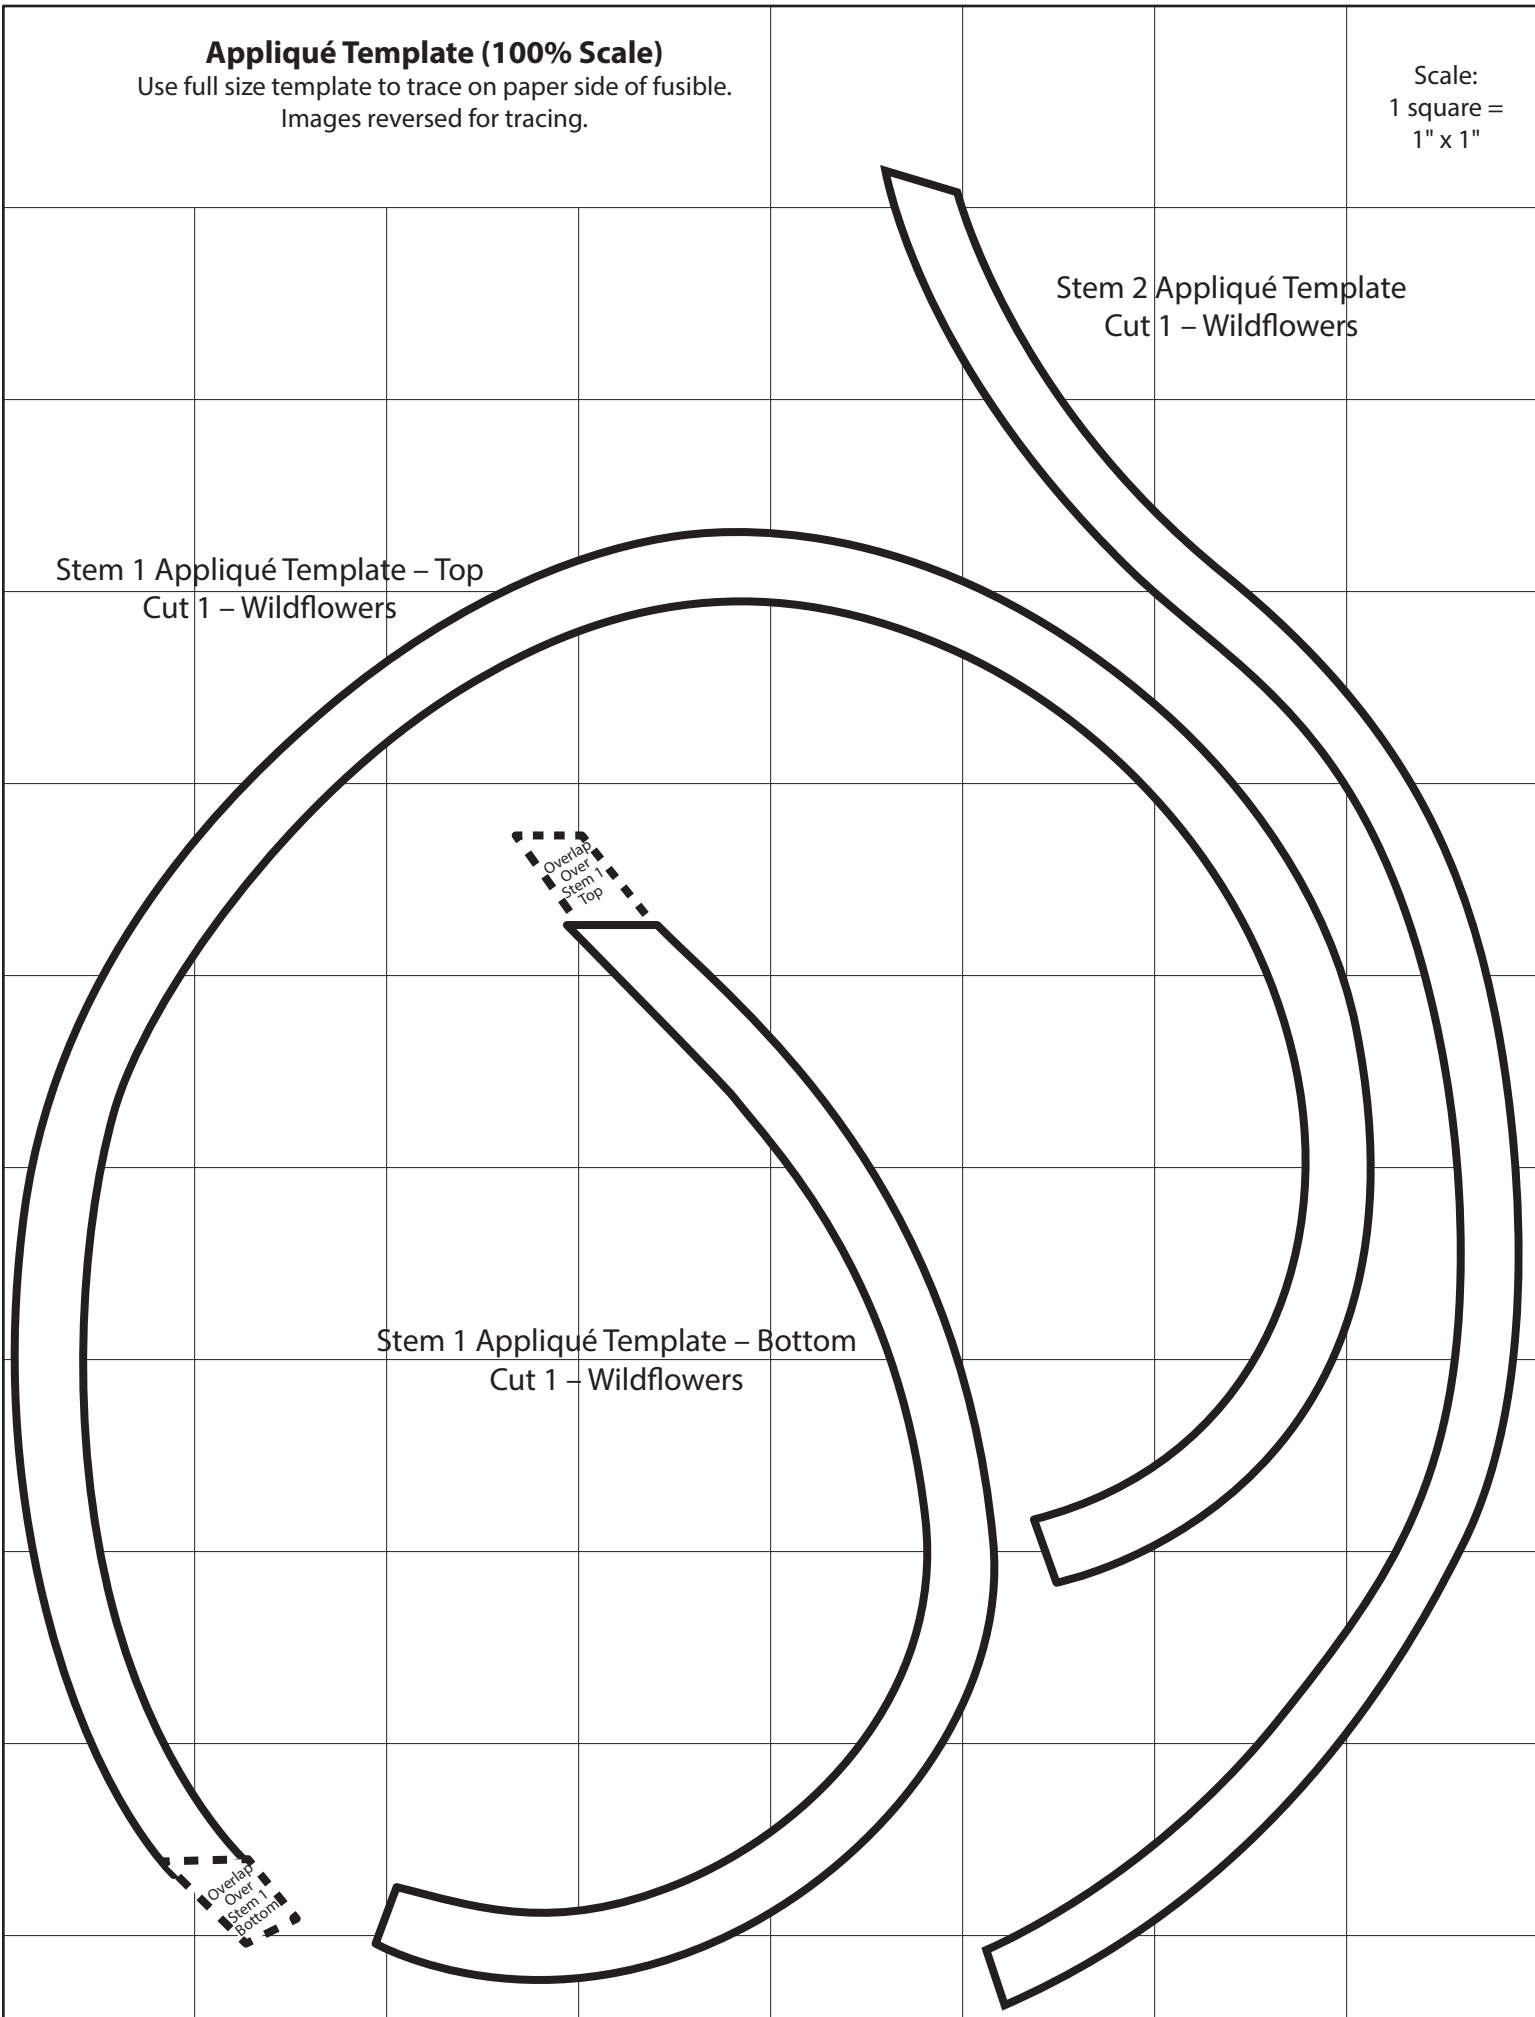 Appliqué Template (100% Scale)
Use full size template to trace on paper side of fusible.
Images reversed for tracing.
Scale:
1 square =
1" x 1"
Stem 2 Appliqué Template
Cut 1 – Wildflowers
Stem 1 Appliqué Template – Top
Cut 1 – Wildflowers
Overlap
Over
Stem 1
Top
Stem 1 Appliqué Template – Bottom
Cut 1 – Wildflowers
Overlap
Over
Stem 1
Bottom